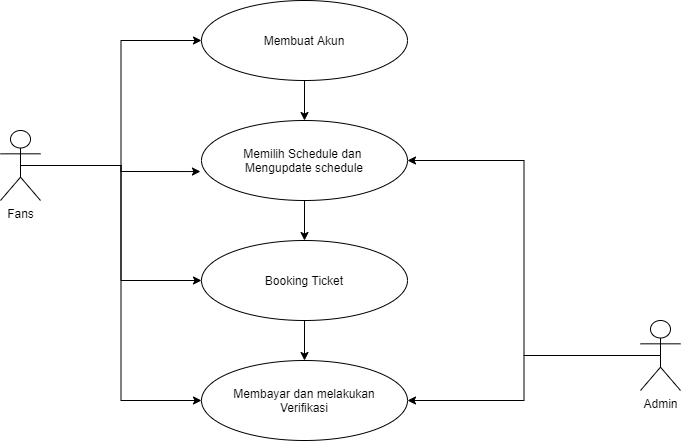 Membuat Akun
Memilih Schedule dan
Mengupdate schedule
Fans
Booking Ticket
Membayar dan melakukan
Verifikasi
Admin